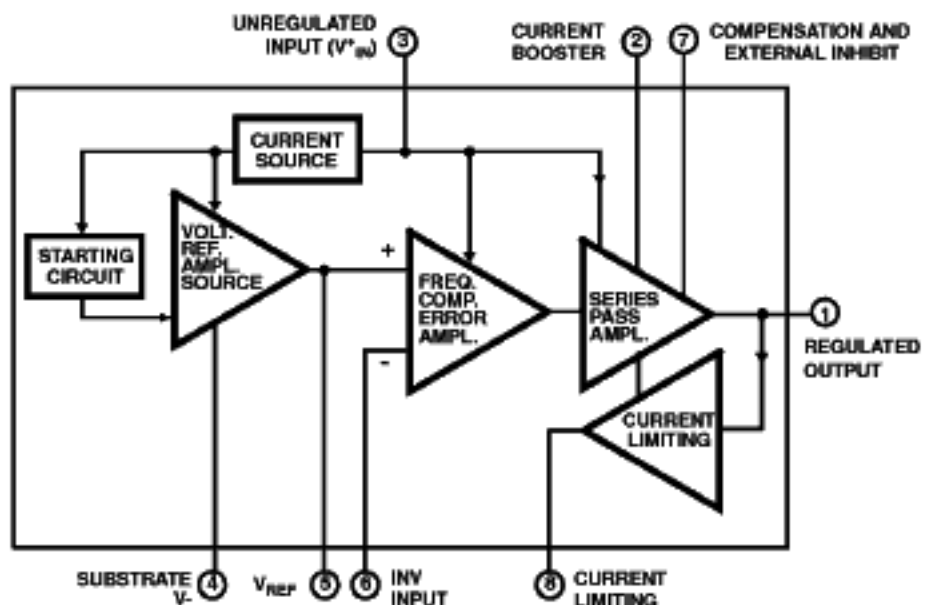 UNREGULATED
INPUT (V⁺IN)
3
CURRENT
BOOSTER
2
7
COMPENSATION AND
EXTERNAL INHIBIT
CURRENT
SOURCE
STARTING
CIRCUIT
VOLT.
REF.
AMPL.
SOURCE
+
-
FREQ.
COMP.
ERROR
AMPL.
SERIES
PASS
AMPL.
1
REGULATED
OUTPUT
CURRENT
LIMITING
SUBSTRATE
V-
4
VREF
5
6
INV
INPUT
8
CURRENT
LIMITING